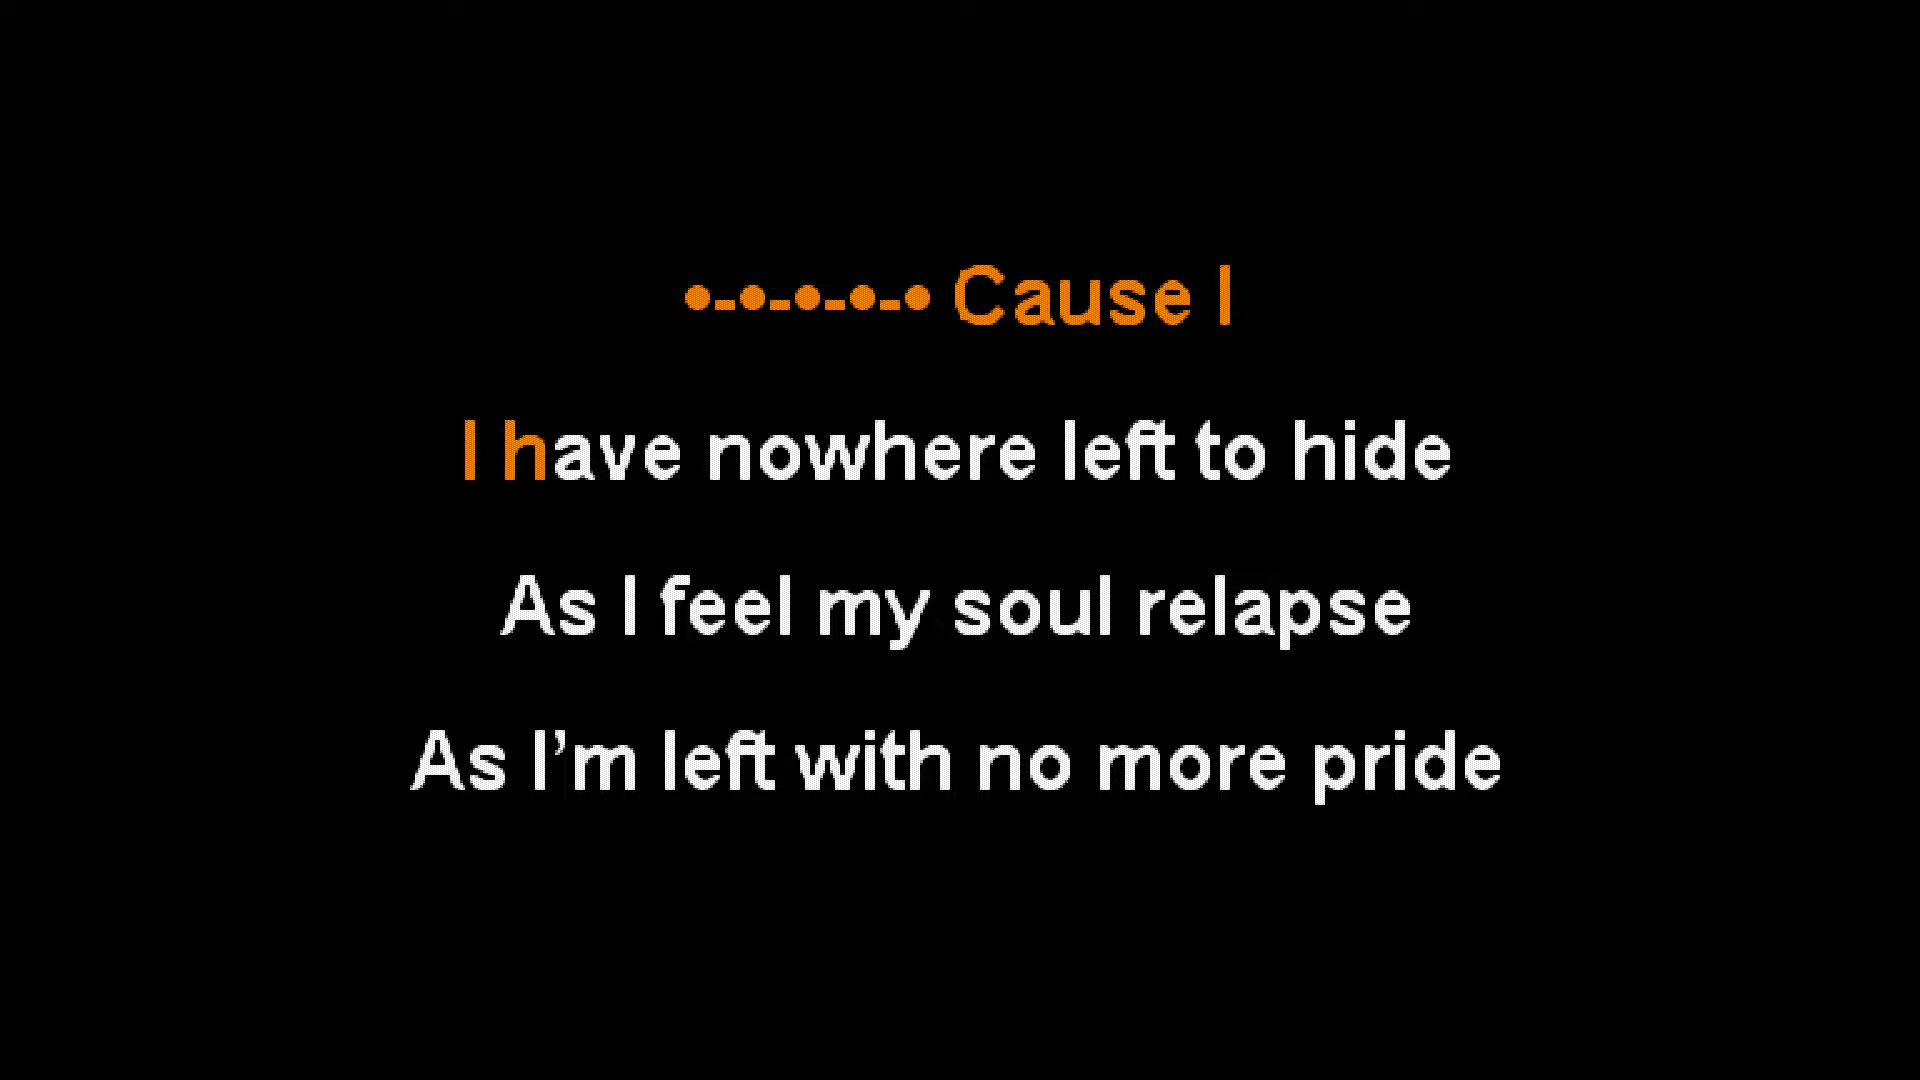 •-•-•-•-• Cause I
I have nowhere left to hide
As I feel my soul relapse
As I’m left with no more pride